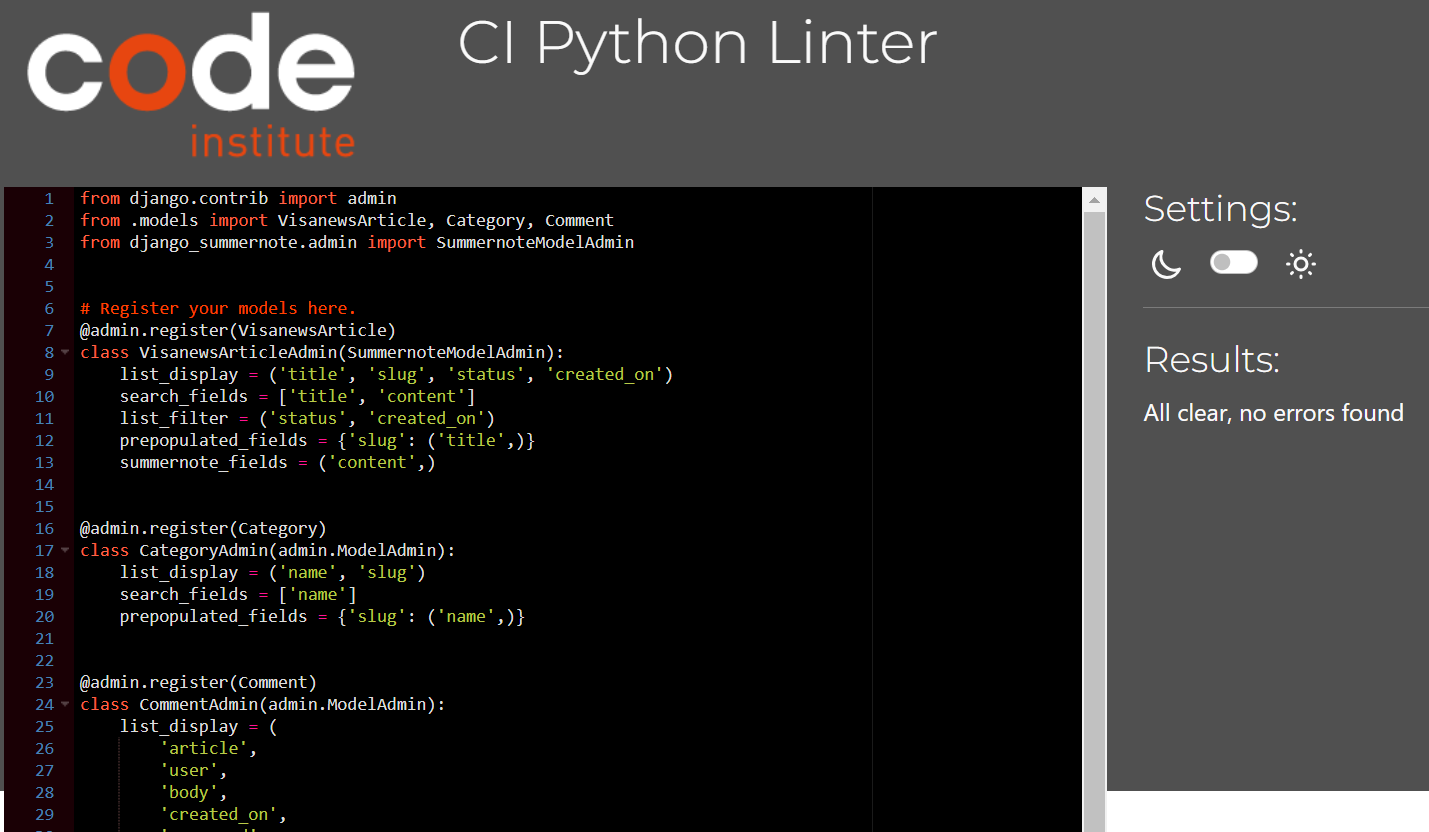 code
institute
CI Python Linter
1 from django.contrib import admin
2 from .models import VisanewsArticle, Category, Comment
3 from django_summernote.admin import SummernoteModelAdmin
4
5
6 # Register your models here.
7 @admin.register(VisanewsArticle)
8 class VisanewsArticleAdmin(SummernoteModelAdmin):
9     list_display = ('title', 'slug', 'status', 'created_on')
10     search_fields = ['title', 'content']
11     list_filter = ('status', 'created_on')
12     prepopulated_fields = {'slug': ('title',)}
13     summernote_fields = ('content',)
14
15
16 @admin.register(Category)
17 class CategoryAdmin(admin.ModelAdmin):
18     list_display = ('name', 'slug')
19     search_fields = ['name']
20     prepopulated_fields = {'slug': ('name',)}
21
22
23 @admin.register(Comment)
24 class CommentAdmin(admin.ModelAdmin):
25     list_display = (
26         'article',
27         'user',
28         'body',
29         'created_on',
Settings:
Results:
All clear, no errors found